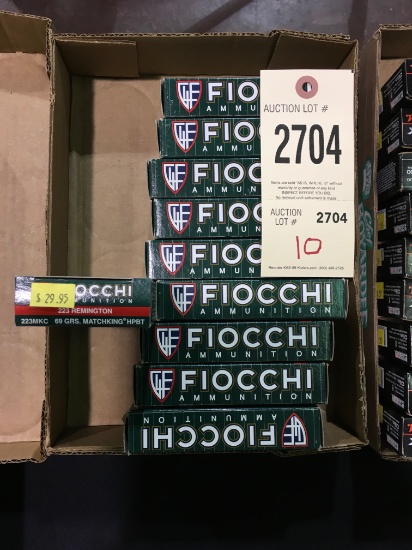 FIOCCHI
AMMUNITION
FIOCCHI
AMMUNITION
FIOCCHI
AMMUNITION
FIOCCHI
AMMUNITION
FIOCCHI
AMMUNITION
AUCTION LOT #
2704
AUCTION
LOT #
2704
10
$ 29.95
FIOCCHI
AMMUNITION
223 REMINGTON
223MKC 69 GRS. MATCHKING® HPBT
FIOCCHI
AMMUNITION
FIOCCHI
AMMUNITION
FIOCCHI
AMMUNITION
FIOCCHI
AMMUNITION